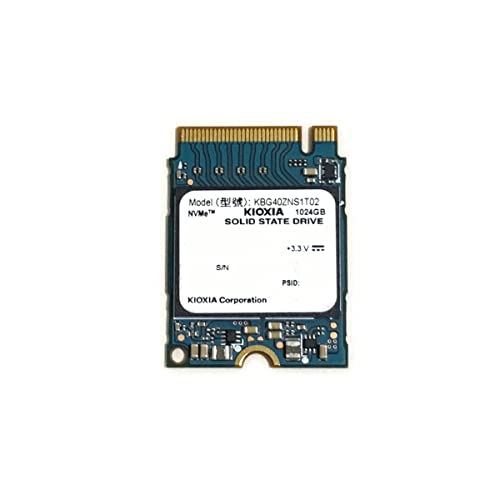 Model (型號): KBG40ZNS1T02
NVMe™ KIOXIA 1024GB
SOLID STATE DRIVE
+3.3 V ⎓
S/N
PSID:
KIOXIA Corporation